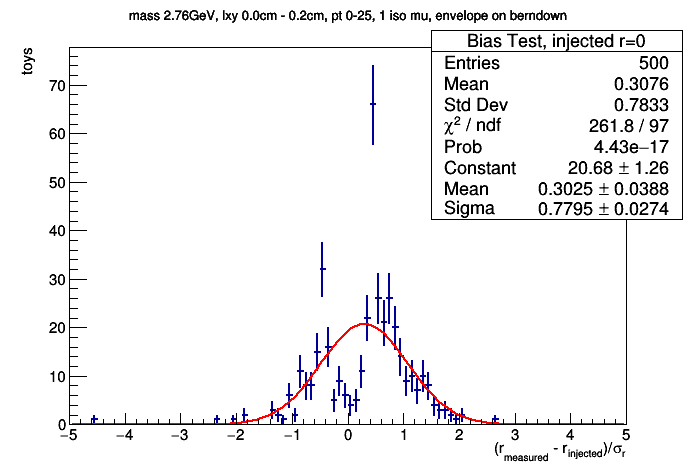 mass 2.76GeV, lxy 0.0cm - 0.2cm, pt 0-25, 1 iso mu, envelope on berndown
Bias Test, injected r=0
Entries 500
Mean 0.3076
Std Dev 0.7833
χ² / ndf 261.8 / 97
Prob 4.43e−17
Constant 20.68 ± 1.26
Mean 0.3025 ± 0.0388
Sigma 0.7795 ± 0.0274
toys
70
60
50
40
30
20
10
0
−5 −4 −3 −2 −1 0 1 2 3 4 5
(r_measured - r_injected)/σ_r